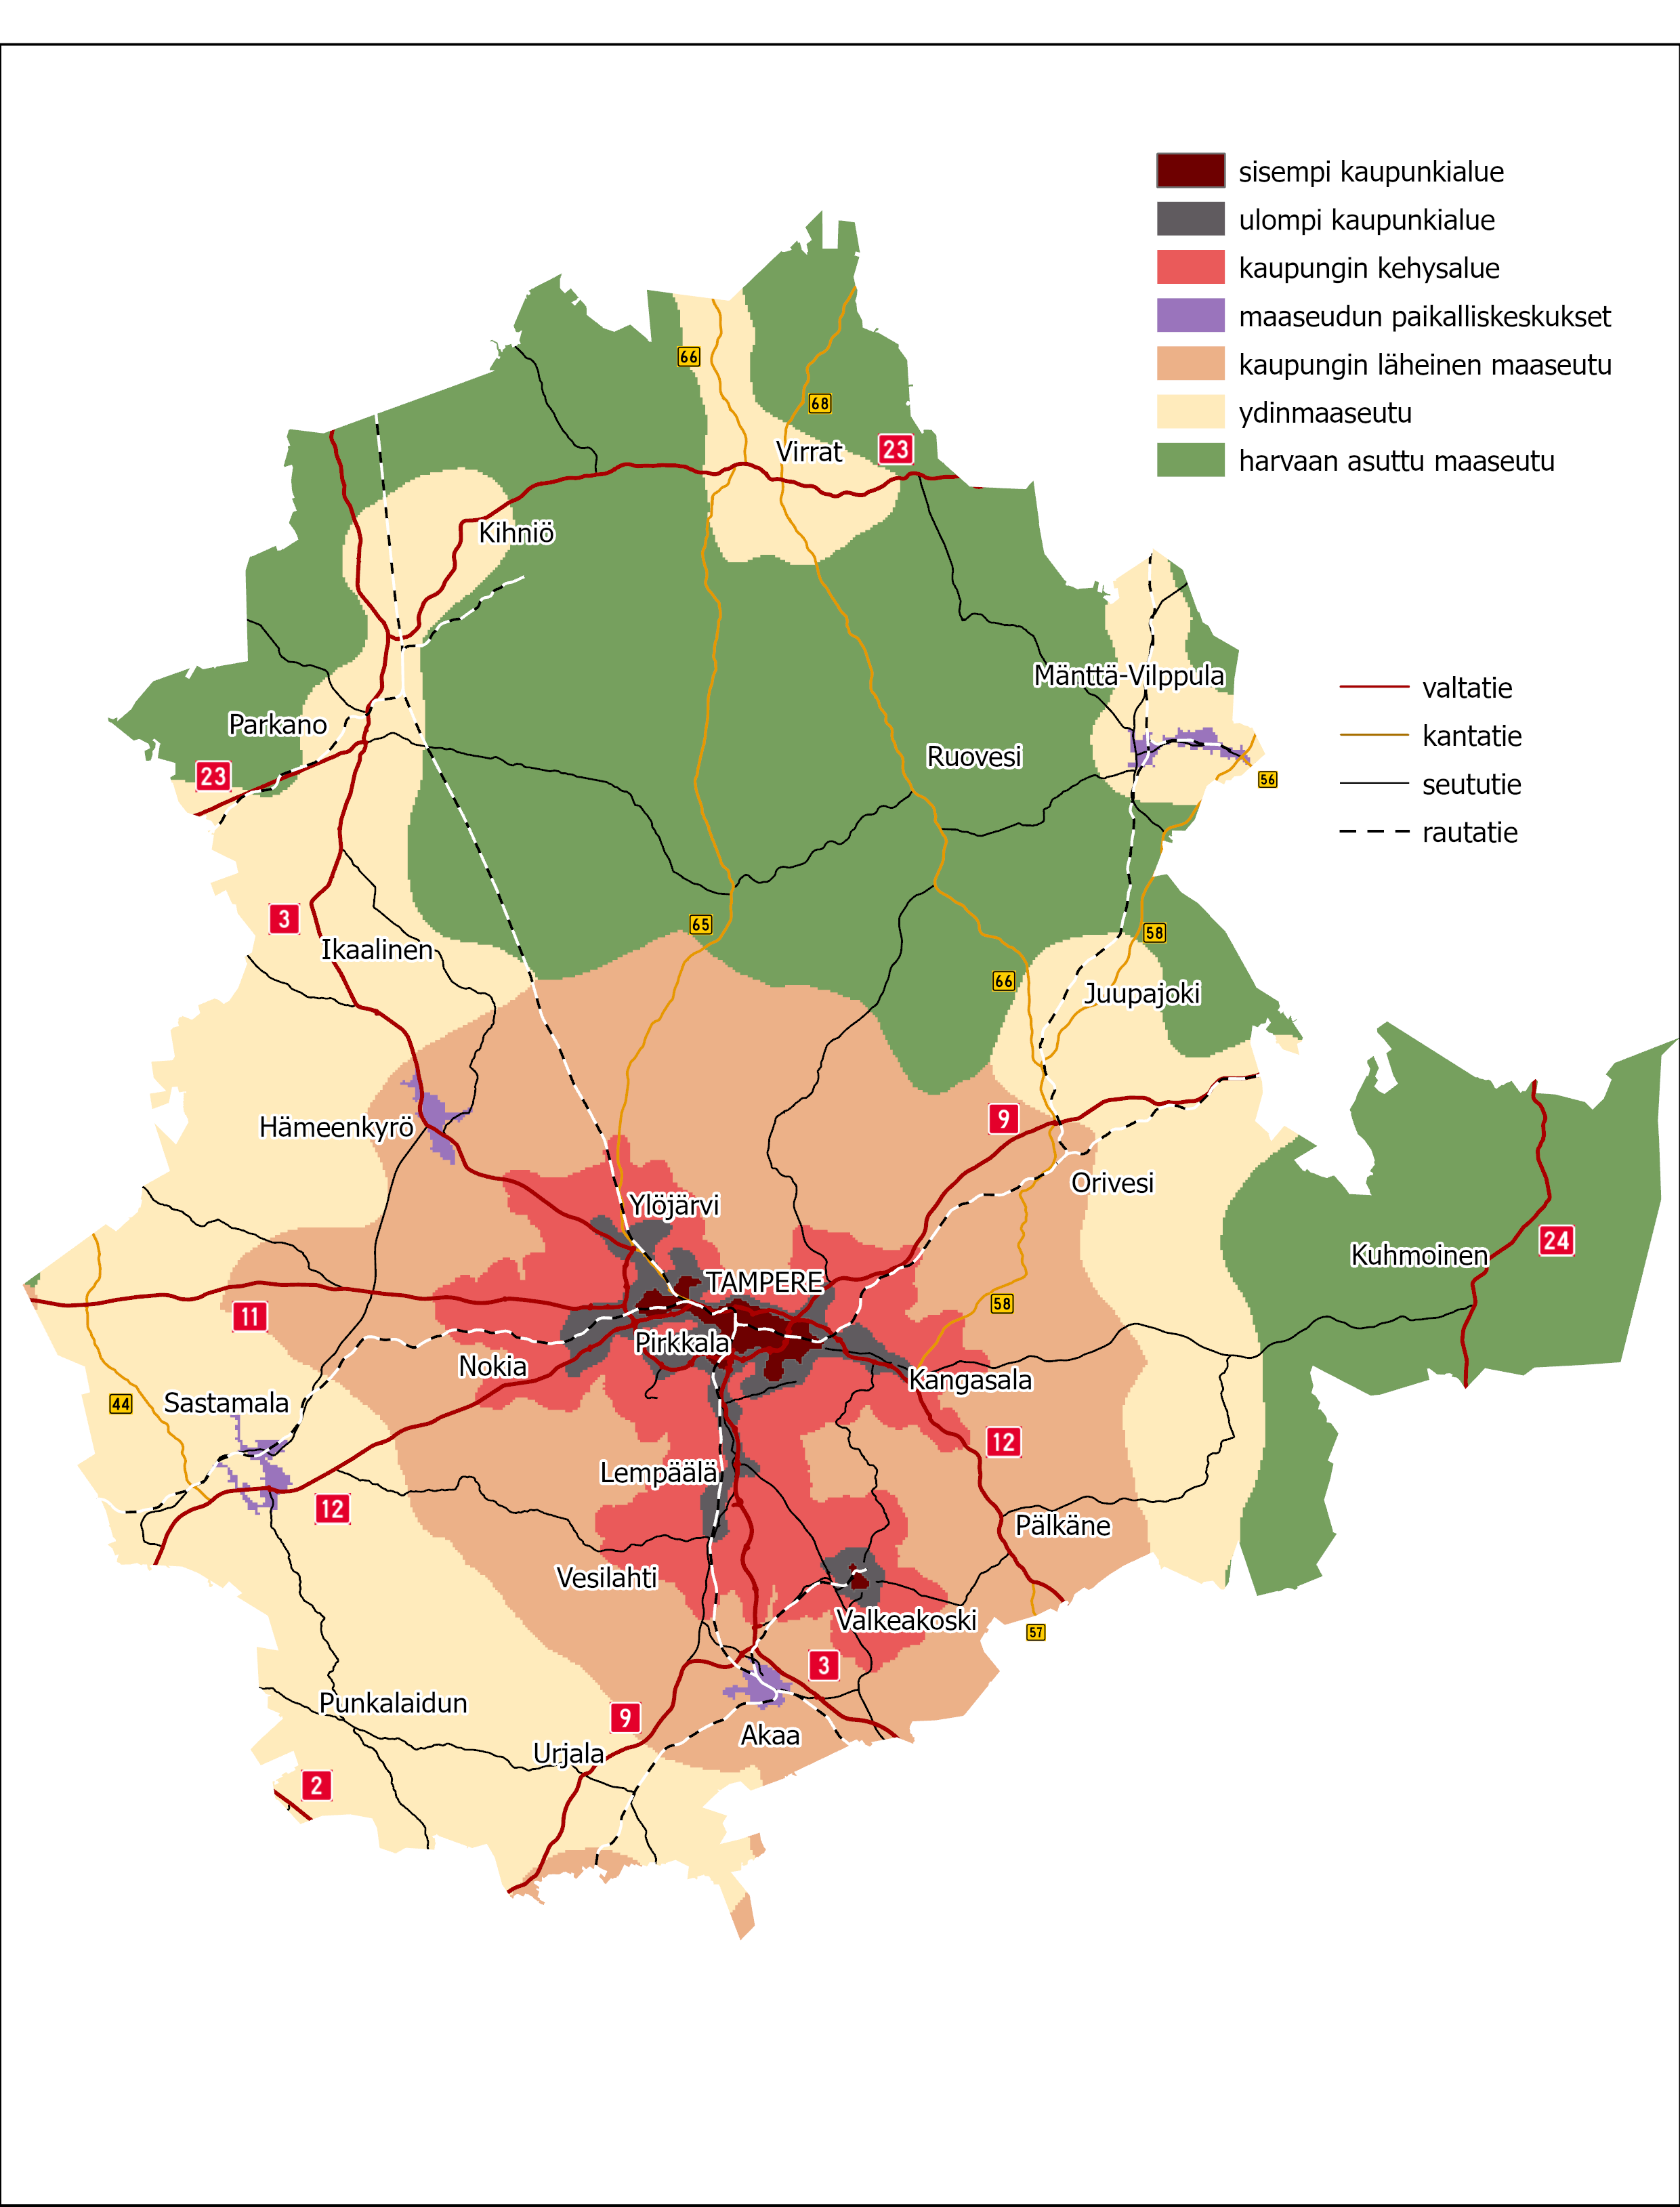 sisempi kaupunkialue
ulompi kaupunkialue
kaupungin kehysalue
maaseudun paikalliskeskukset
kaupungin läheinen maaseutu
ydinmaaseutu
harvaan asuttu maaseutu
66
68
Virrat
23
Kihniö
Mänttä-Vilppula
valtatie
Parkano
kantatie
Ruovesi
23
56
seututie
rautatie
3
65
58
Ikaalinen
66
Juupajoki
9
Hämeenkyrö
Orivesi
Ylöjärvi
24
Kuhmoinen
TAMPERE
58
11
Pirkkala
Nokia
Kangasala
44
Sastamala
12
Lempäälä
12
Pälkäne
Vesilahti
Valkeakoski
57
3
Punkalaidun
9
Akaa
Urjala
2